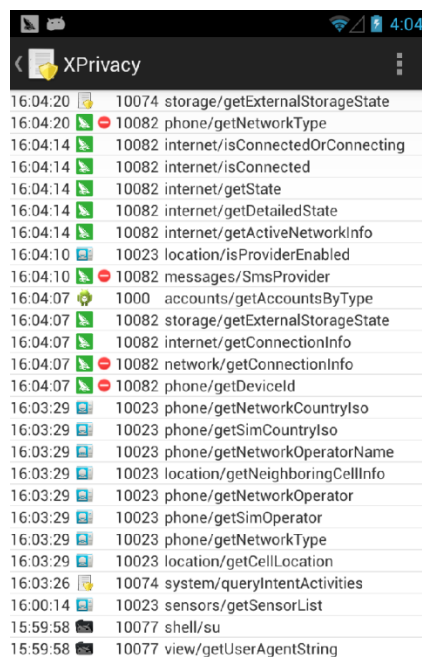 4:04
XPrivacy
16:04:20 10074 storage/getExternalStorageState
16:04:20 10082 phone/getNetworkType
16:04:14 10082 internet/isConnectedOrConnecting
16:04:14 10082 internet/isConnected
16:04:14 10082 internet/getState
16:04:14 10082 internet/getDetailedState
16:04:14 10082 internet/getActiveNetworkInfo
16:04:10 10023 location/isProviderEnabled
16:04:10 10082 messages/SmsProvider
16:04:07 1000 accounts/getAccountsByType
16:04:07 10082 storage/getExternalStorageState
16:04:07 10082 internet/getConnectionInfo
16:04:07 10082 network/getConnectionInfo
16:04:07 10082 phone/getDeviceId
16:03:29 10023 phone/getNetworkCountryIso
16:03:29 10023 phone/getSimCountryIso
16:03:29 10023 phone/getNetworkOperatorName
16:03:29 10023 location/getNeighboringCellInfo
16:03:29 10023 phone/getNetworkOperator
16:03:29 10023 phone/getSimOperator
16:03:29 10023 phone/getNetworkType
16:03:29 10023 location/getCellLocation
16:03:26 10074 system/queryIntentActivities
16:00:14 10023 sensors/getSensorList
15:59:58 10077 shell/su
15:59:58 10077 view/getUserAgentString